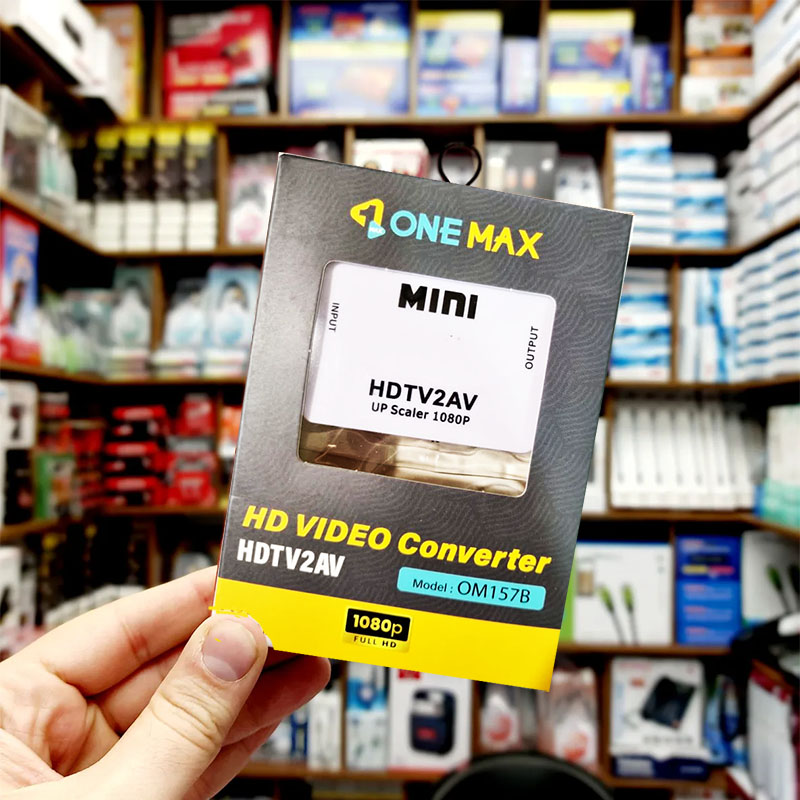 ONE MAX
MINI
INPUT
OUTPUT
HDTV2AV
UP Scaler 1080P
HD VIDEO Converter
HDTV2AV
Model : OM157B
1080p
FULL HD